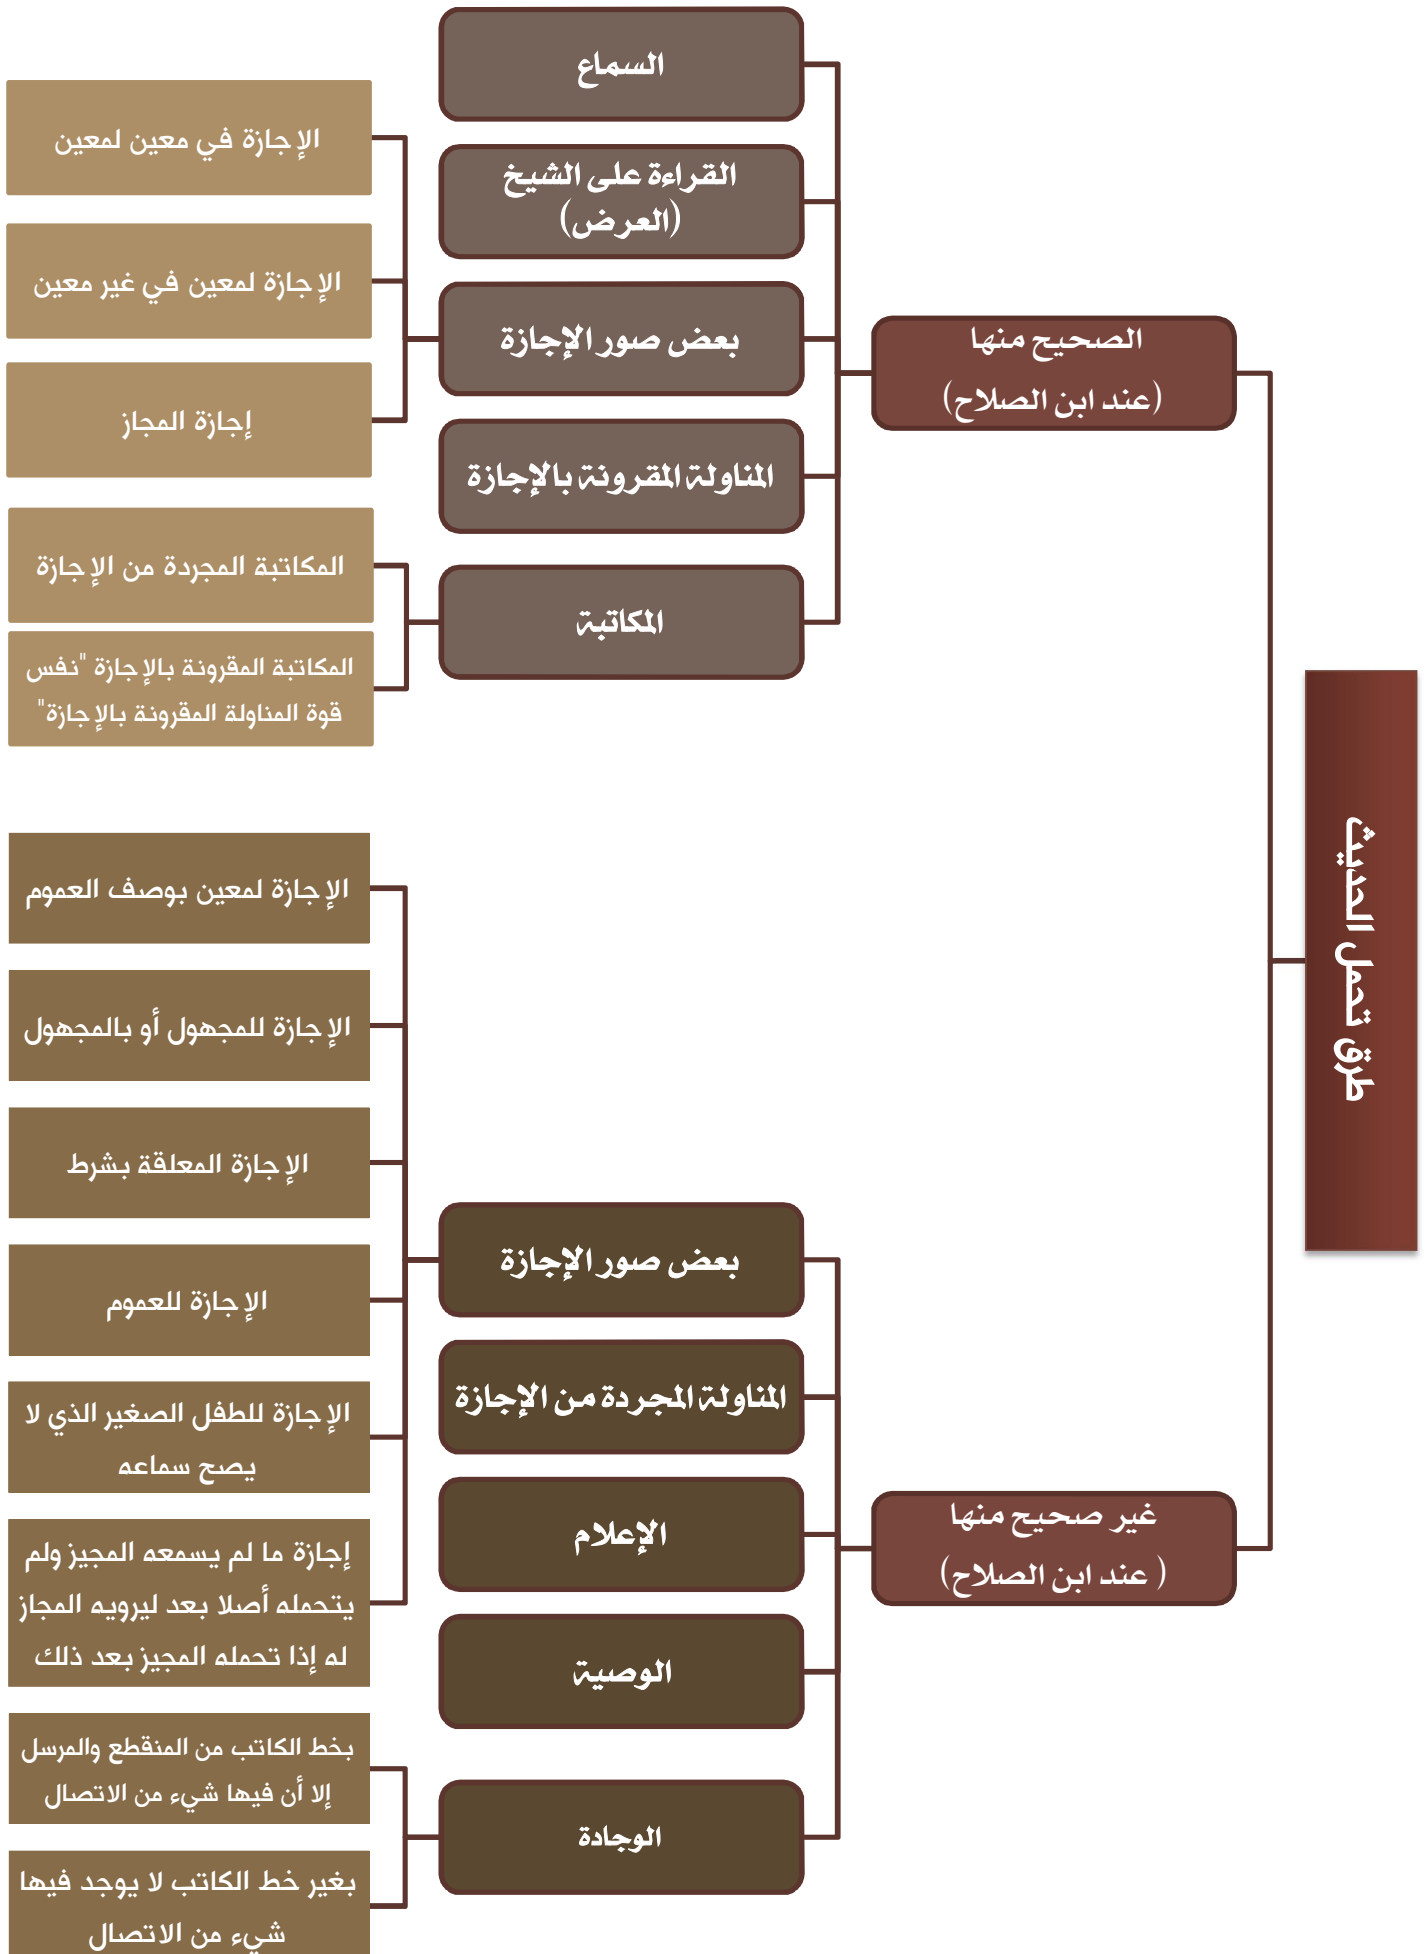 طرق تحمل الحديث
الصحيح منها
(عند ابن الصلاح)
السماع
القراءة على الشيخ
(العرض)
بعض صور الإجازة
الإجازة في معين لمعين
الإجازة لمعين في غير معين
إجازة المجاز
المناولة المقرونة بالإجازة
المكاتبة
المكاتبة المجردة من الإجازة
المكاتبة المقرونة بالإجازة "نفس
قوة المناولة المقرونة بالإجازة"
غير صحيح منها
( عند ابن الصلاح)
بعض صور الإجازة
الإجازة لمعين بوصف العموم
الإجازة للمجهول أو بالمجهول
الإجازة المعلقة بشرط
الإجازة للعموم
الإجازة للطفل الصغير الذي لا
يصح سماعه
إجازة ما لم يسمعه المجيز ولم
يتحمله أصلا بعد ليرويه المجاز
له إذا تحمله المجيز بعد ذلك
المناولة المجردة من الإجازة
الإعلام
الوصية
الوجادة
بخط الكاتب من المنقطع والمرسل
إلا أن فيها شيء من الاتصال
بغير خط الكاتب لا يوجد فيها
شيء من الاتصال